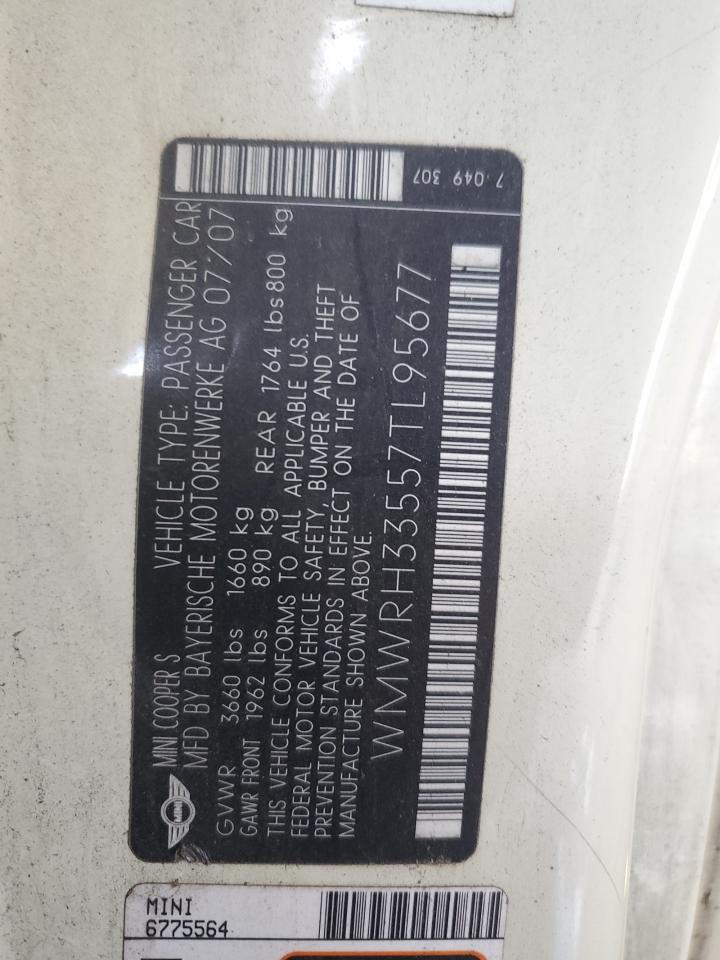 MINI
MINI COOPER S VEHICLE TYPE: PASSENGER CAR
MFD BY BAYERISCHE MOTORENWERKE AG 07/07
GVWR 3660 lbs 1660 kg
GAWR FRONT 1962 lbs 890 kg REAR 1764 lbs 800 kg
THIS VEHICLE CONFORMS TO ALL APPLICABLE U.S.
FEDERAL MOTOR VEHICLE SAFETY, BUMPER AND THEFT
PREVENTION STANDARDS IN EFFECT ON THE DATE OF
MANUFACTURE SHOWN ABOVE.
WMWRH33557TL95677
7 049 307
MINI
6775564